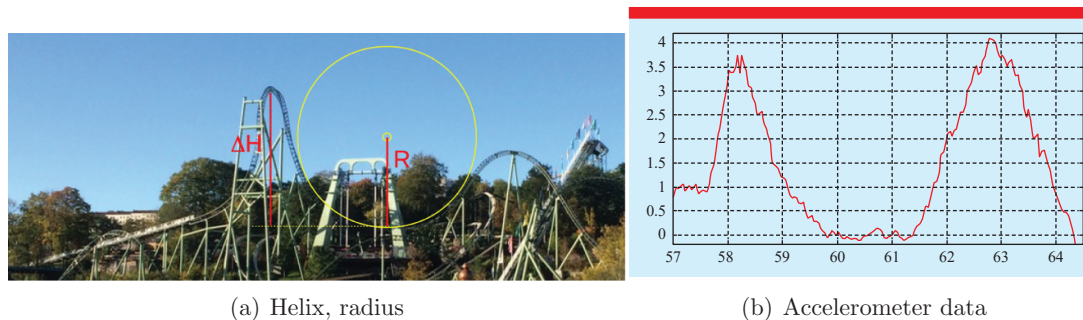 ΔH
R
4
3.5
3
2.5
2
1.5
1
0.5
0
57 58 59 60 61 62 63 64
(a) Helix, radius
(b) Accelerometer data